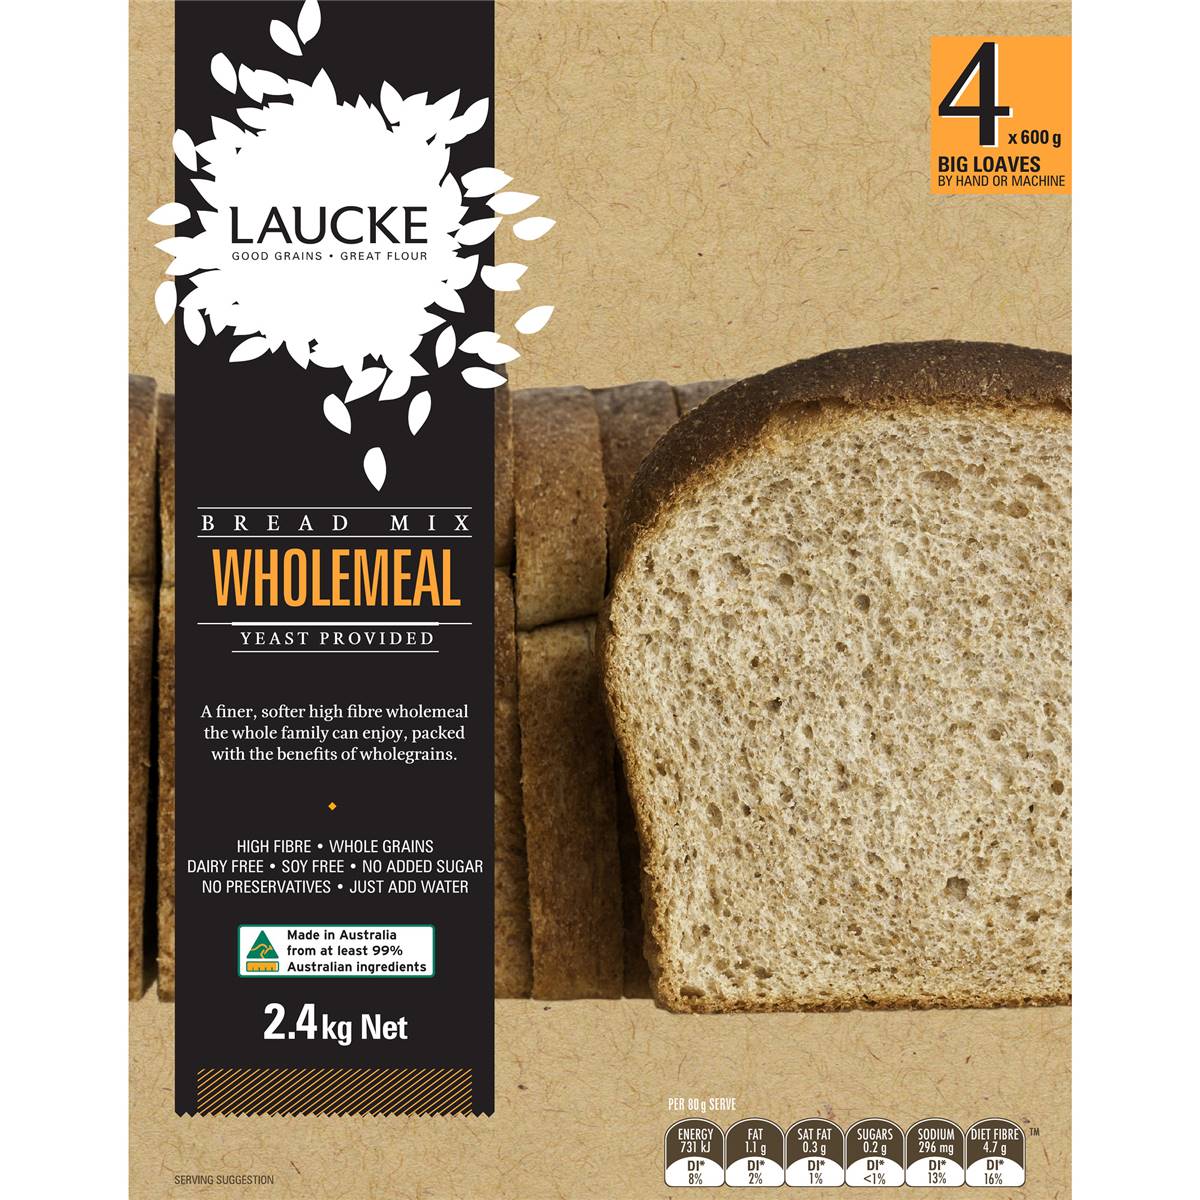 LAUCKE
GOOD GRAINS • GREAT FLOUR
4
x 600 g
BIG LOAVES
BY HAND OR MACHINE
BREAD MIX
WHOLEMEAL
YEAST PROVIDED
A finer, softer high fibre wholemeal
the whole family can enjoy, packed
with the benefits of wholegrains.
HIGH FIBRE • WHOLE GRAINS
DAIRY FREE • SOY FREE • NO ADDED SUGAR
NO PRESERVATIVES • JUST ADD WATER
Made in Australia
from at least 99%
Australian ingredients
2.4kg Net
SERVING SUGGESTION
PER 80g SERVE
ENERGY
731 kJ
DI*
8%
FAT
1.1 g
DI*
2%
SAT FAT
0.3 g
DI*
1%
SUGARS
0.2 g
DI*
<1%
SODIUM
296 mg
DI*
13%
DIET FIBRE
4.7 g
DI*
16%
TM